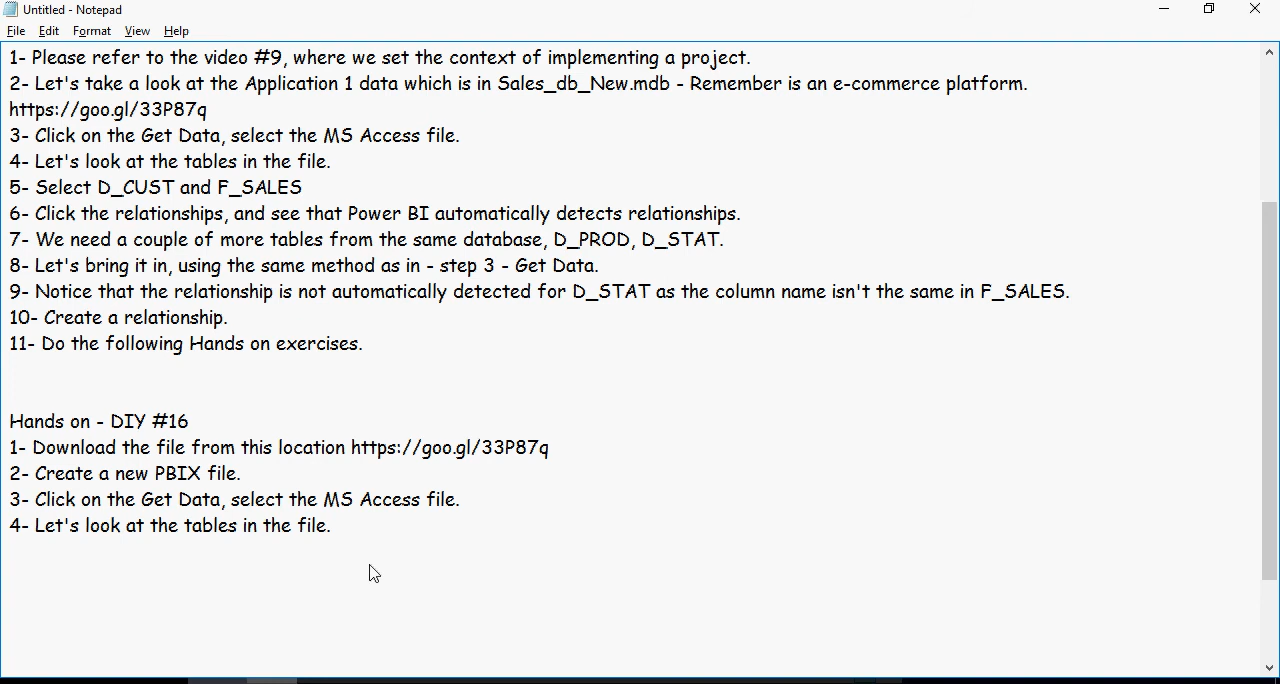 Untitled - Notepad
File Edit Format View Help
1- Please refer to the video #9, where we set the context of implementing a project.
2- Let's take a look at the Application 1 data which is in Sales_db_New.mdb - Remember is an e-commerce platform.
https://goo.gl/33P87q
3- Click on the Get Data, select the MS Access file.
4- Let's look at the tables in the file.
5- Select D_CUST and F_SALES
6- Click the relationships, and see that Power BI automatically detects relationships.
7- We need a couple of more tables from the same database, D_PROD, D_STAT.
8- Let's bring it in, using the same method as in - step 3 - Get Data.
9- Notice that the relationship is not automatically detected for D_STAT as the column name isn't the same in F_SALES.
10- Create a relationship.
11- Do the following Hands on exercises.
Hands on - DIY #16
1- Download the file from this location https://goo.gl/33P87q
2- Create a new PBIX file.
3- Click on the Get Data, select the MS Access file.
4- Let's look at the tables in the file.